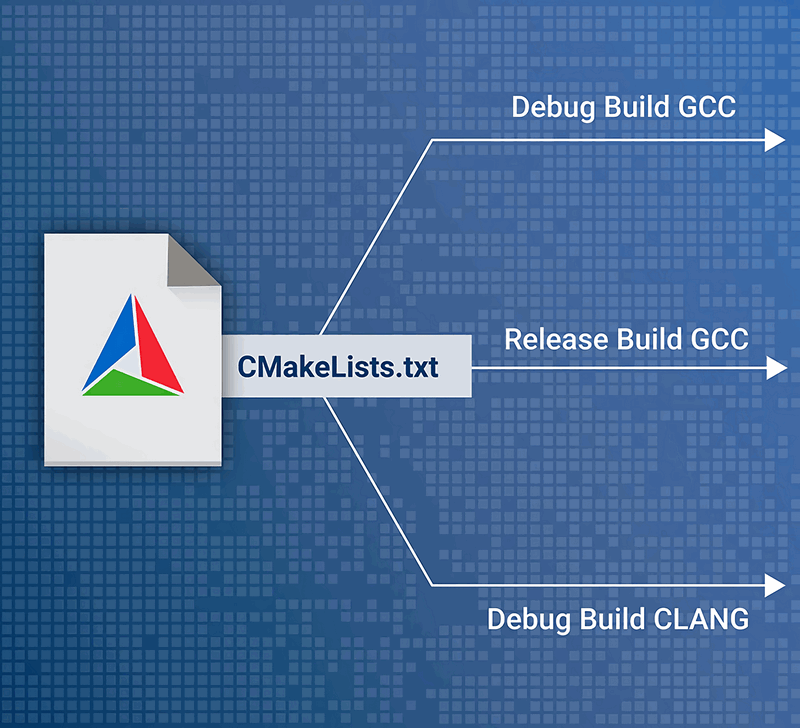 Debug Build GCC
Release Build GCC
CMakeLists.txt
Debug Build CLANG